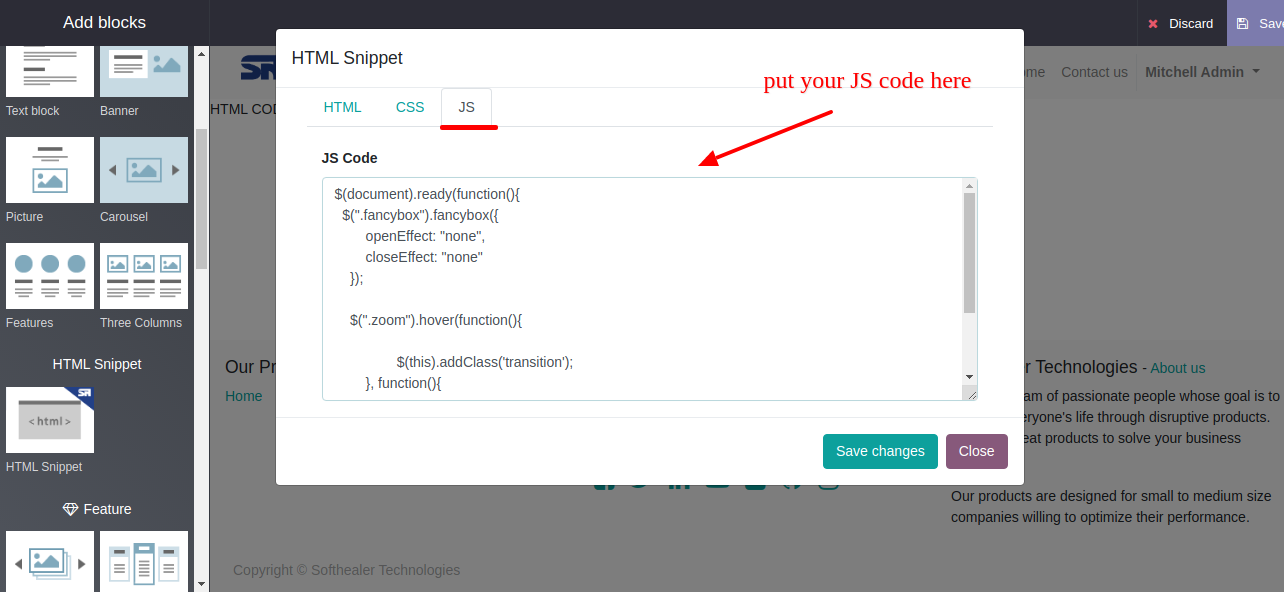 Add blocks
Discard
Save
Text block
Banner
Picture
Carousel
Features
Three Columns
HTML Snippet
<html>
HTML Snippet
Feature
HTML COD
Contact us
Mitchell Admin
HTML Snippet
put your JS code here
HTML
CSS
JS
JS Code
$(document).ready(function(){
$(".fancybox").fancybox({
openEffect: "none",
closeEffect: "none"
});
$(".zoom").hover(function(){
$(this).addClass('transition');
}, function(){
Save changes
Close
Our Pr
Home
r Technologies - About us
am of passionate people whose goal is to
eryone's life through disruptive products.
eat products to solve your business
Our products are designed for small to medium size
companies willing to optimize their performance.
Copyright © Softhealer Technologies